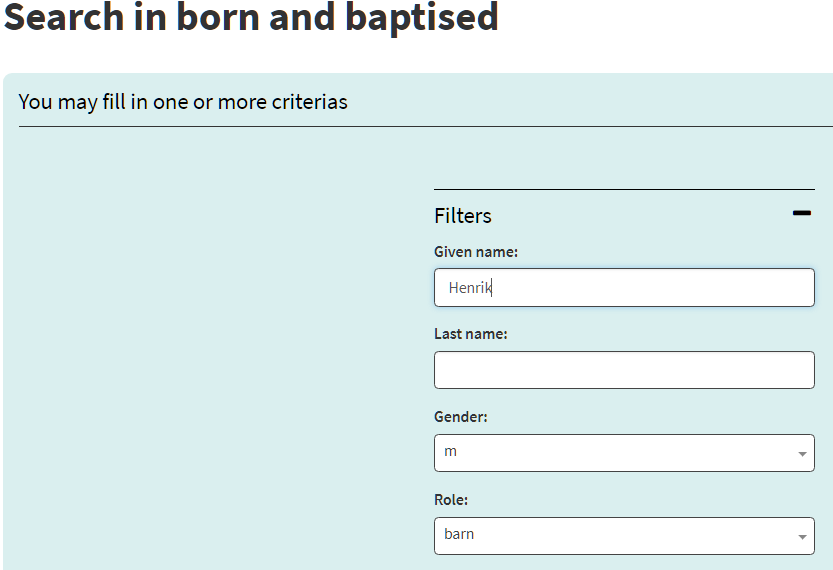 Search in born and baptised
You may fill in one or more criterias
Filters
Given name:
Henrik
Last name:
Gender:
m
Role:
barn